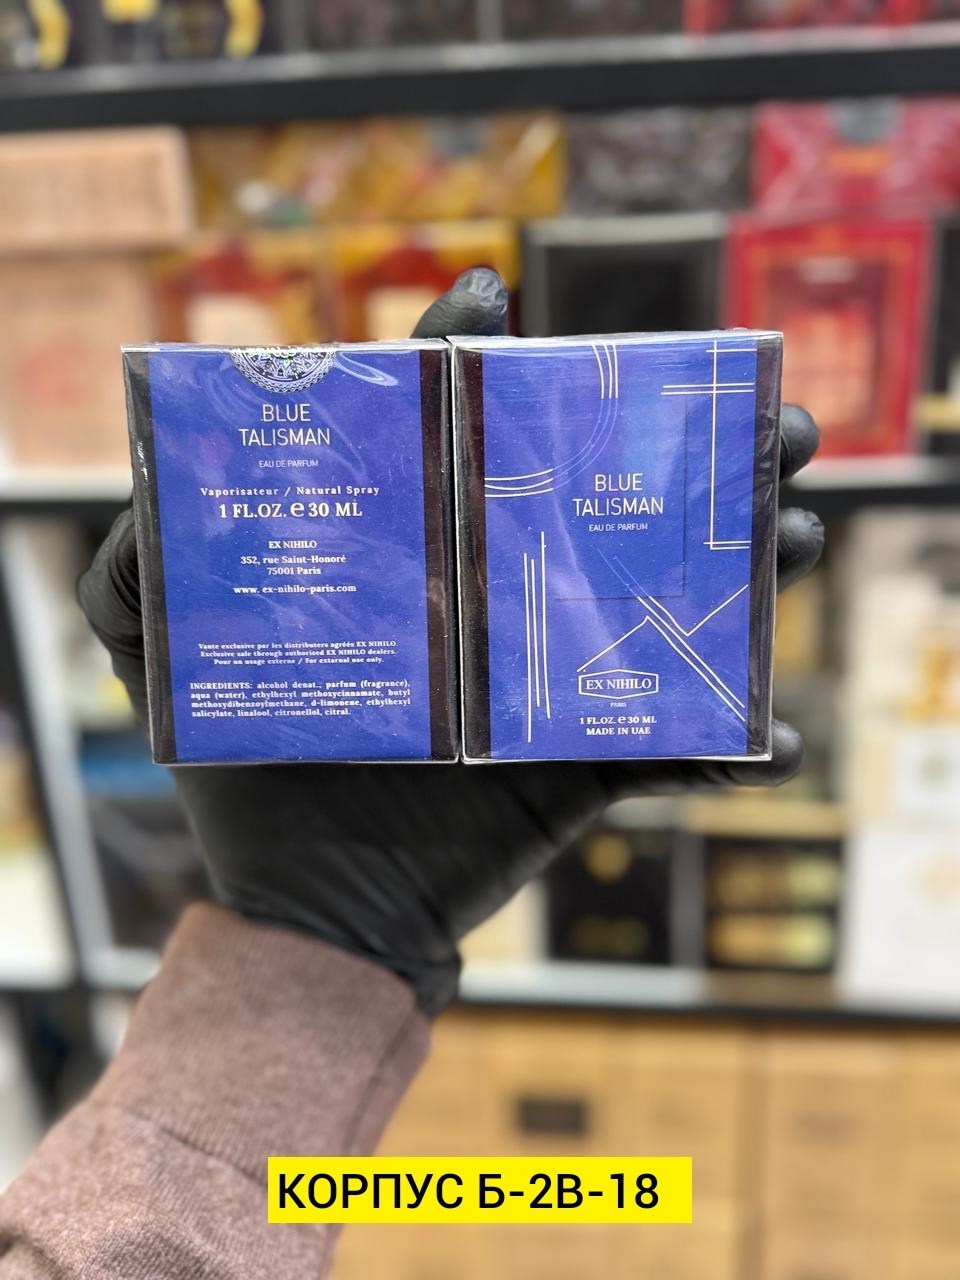 BLUE
TALISMAN
EAU DE PARFUM
Vaporisateur / Natural Spray
1 FL.OZ. e 30 ML
EX NIHILO
352, rue Saint-Honoré
75001 Paris
www. ex-nihilo-paris.com
Vante exclusive par les distributers agréés EX NIHILO.
Exclusive sale through authorised EX NIHILO dealers.
Pour un usage externe / For extarnal use only.
INGREDIENTS: alcohol denat., parfum (fragrance),
aqua (water), ethylhexyl methoxycinnamate, butyl
methoxydibenzoylmethane, d-limonene, ethylhexyl
salicylate, linalool, citronellol, citral.
BLUE
TALISMAN
EAU DE PARFUM
EX NIHILO
PARIS
1 FL.OZ. e 30 ML
MADE IN UAE
КОРПУС Б-2В-18